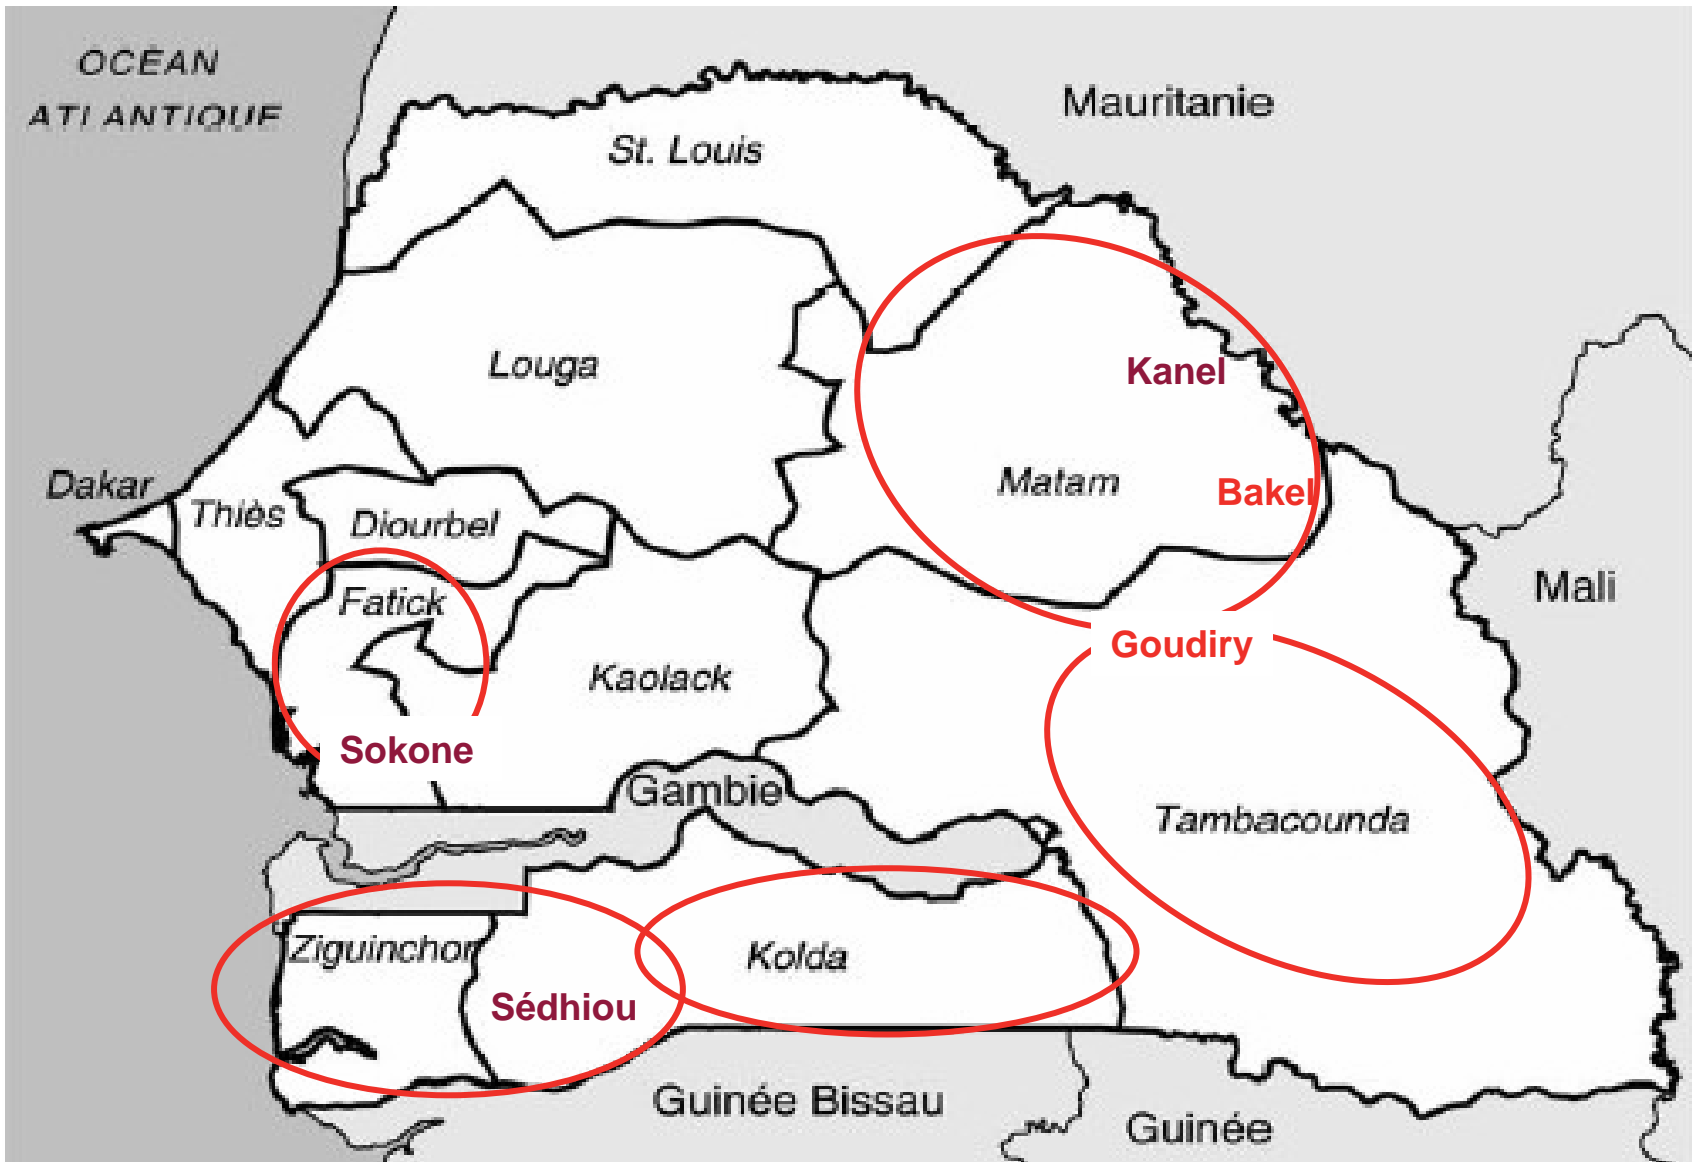 OCÉAN
ATLANTIQUE
Mauritanie
St. Louis
Louga
Kanel
Dakar
Thiès
Diourbel
Matam
Bakel
Fatick
Mali
Goudiry
Kaolack
Sokone
Gambie
Tambacounda
Ziguinchor
Kolda
Sédhiou
Guinée Bissau
Guinée